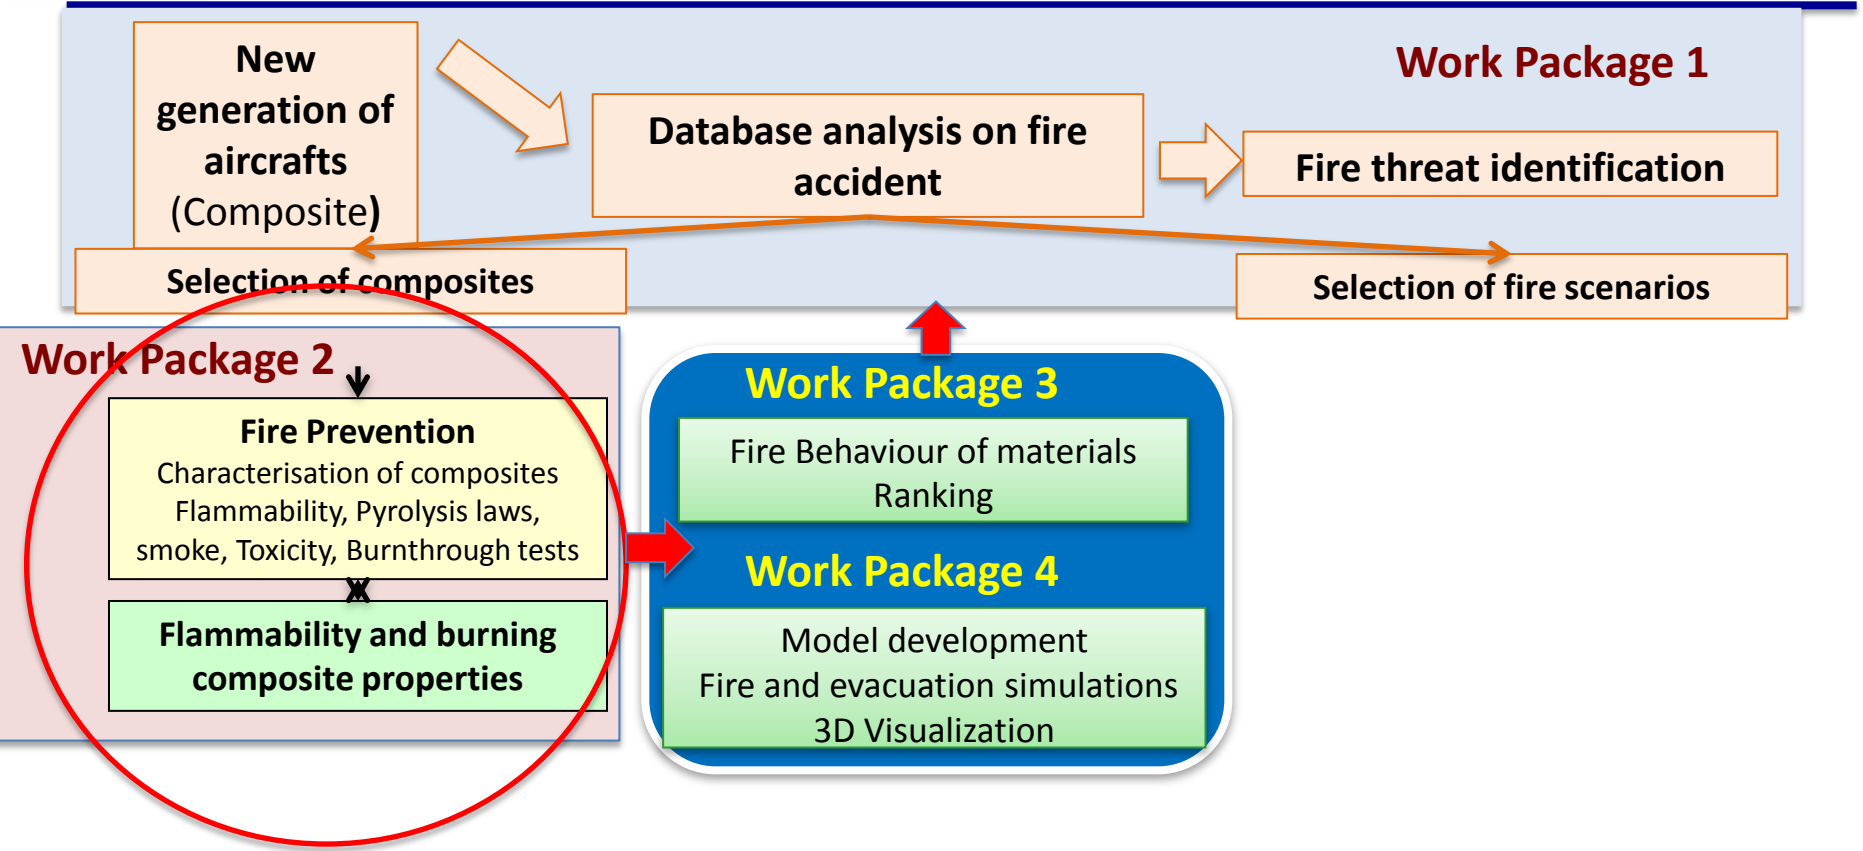 New
generation of
aircrafts
(Composite)
Work Package 1
Database analysis on fire
accident
Fire threat identification
Selection of composites
Selection of fire scenarios
Work Package 2
Fire Prevention
Characterisation of composites
Flammability, Pyrolysis laws,
smoke, Toxicity, Burnthrough tests
Flammability and burning
composite properties
Work Package 3
Fire Behaviour of materials
Ranking
Work Package 4
Model development
Fire and evacuation simulations
3D Visualization